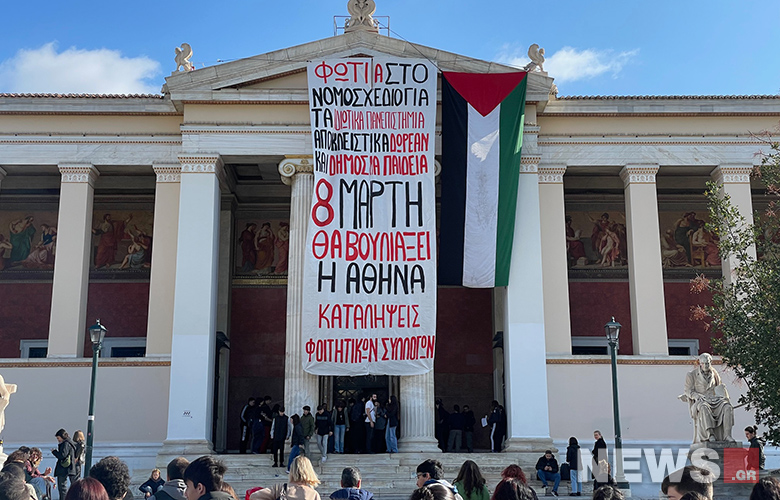 ΦΩΤΙΑ ΣΤΟ
ΝΟΜΟΣΧΕΔΙΟ ΓΙΑ
ΤΑ ΙΔΙΩΤΙΚΑ ΠΑΝΕΠΙΣΤΗΜΙΑ
ΑΠΟΚΛΕΙΣΤΙΚΑ ΔΩΡΕΑΝ
ΚΑΙ ΔΗΜΟΣΙΑ ΠΑΙΔΕΙΑ
8 ΜΑΡΤΗ
ΘΑ ΒΟΥΛΙΑΞΕΙ
Η ΑΘΗΝΑ
ΚΑΤΑΛΗΨΕΙΣ
ΦΟΙΤΗΤΙΚΩΝ ΣΥΛΛΟΓΩΝ
NEWS.GR